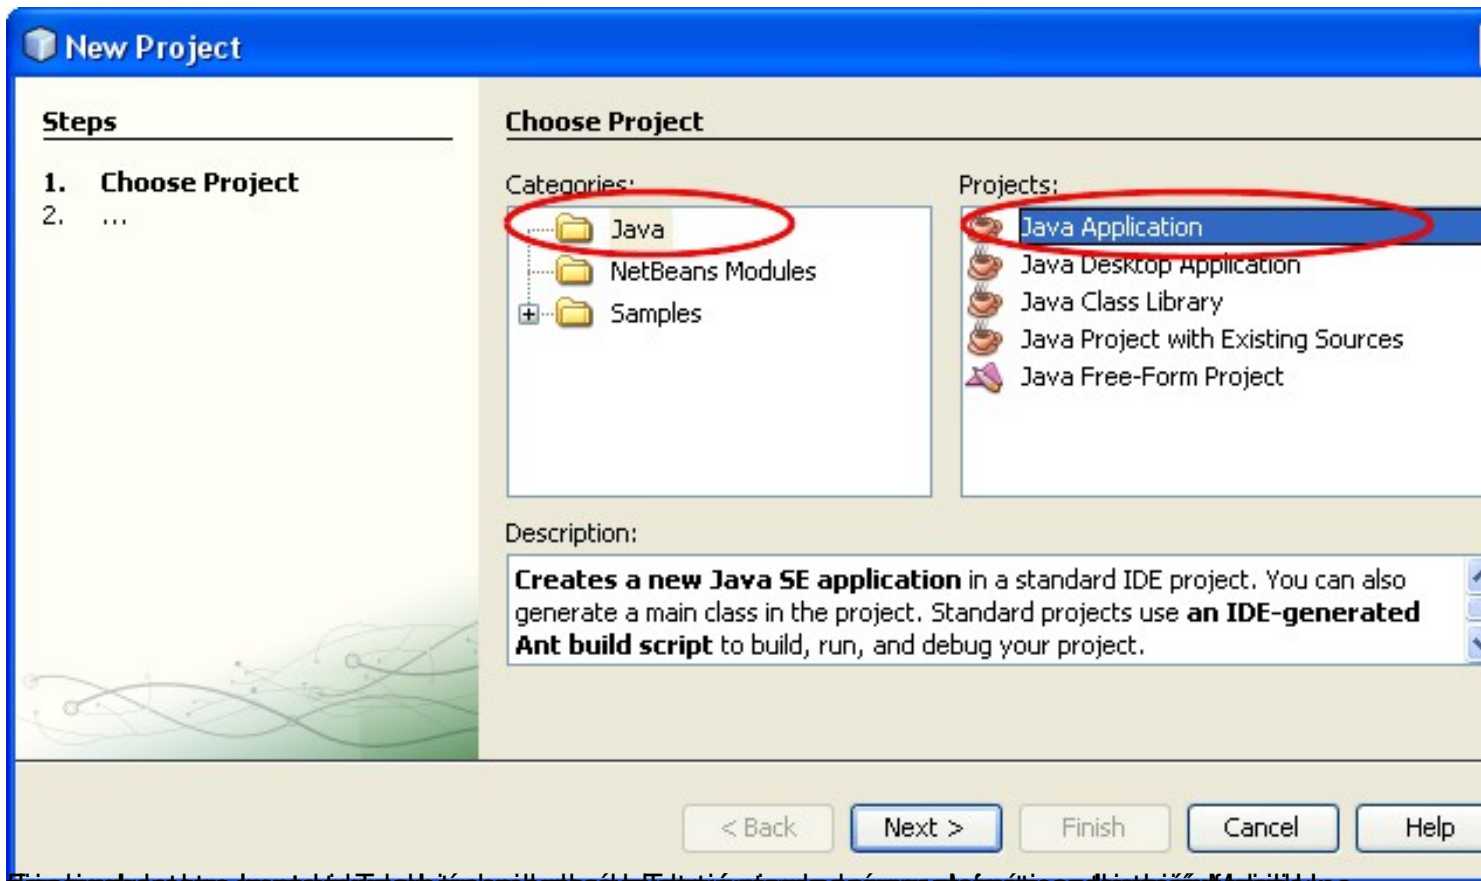 New Project
Steps
1. Choose Project
2. ...
Choose Project
Categories:
Java
NetBeans Modules
Samples
Projects:
Java Application
Java Desktop Application
Java Class Library
Java Project with Existing Sources
Java Free-Form Project
Description:
Creates a new Java SE application in a standard IDE project. You can also
generate a main class in the project. Standard projects use an IDE-generated
Ant build script to build, run, and debug your project.
< Back
Next >
Finish
Cancel
Help